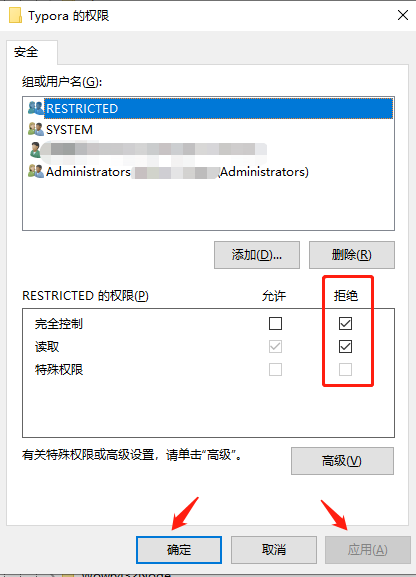 Typora 的权限
安全
组或用户名(G):
RESTRICTED
SYSTEM
Administrators (Administrators)
添加(D)... 删除(R)
RESTRICTED 的权限(P) 允许 拒绝
完全控制
读取
特殊权限
有关特殊权限或高级设置，请单击“高级”。 高级(V)
确定 取消 应用(A)